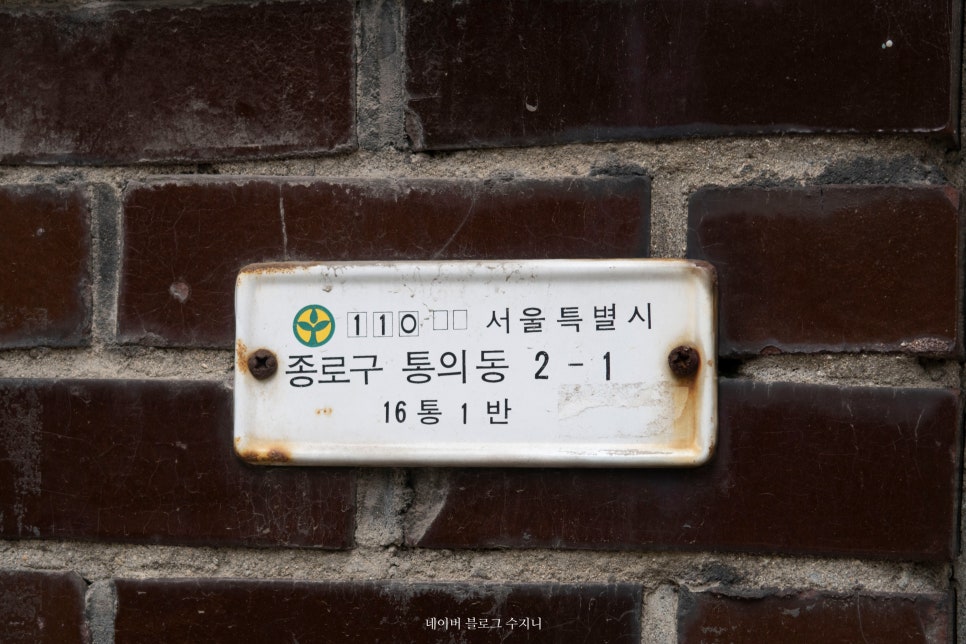 110 서울특별시
종로구 통의동 2-1
16통 1반
네이버 블로그 수지니